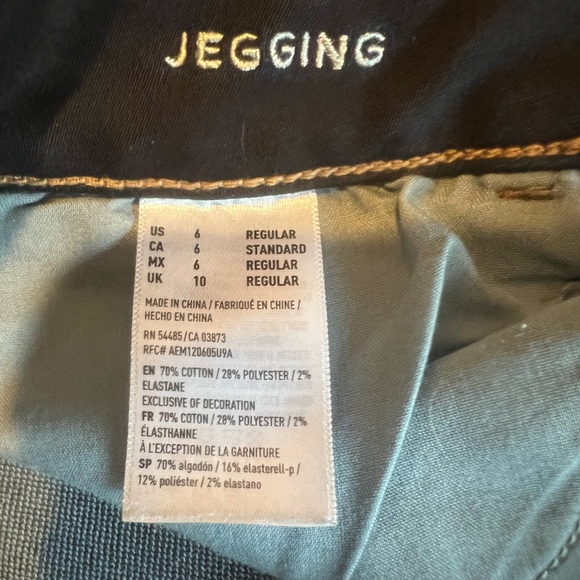 JEGGING
US 6 REGULAR
CA 6 STANDARD
MX 6 REGULAR
UK 10 REGULAR
MADE IN CHINA / FABRIQUÉ EN CHINE /
HECHO EN CHINA
RN 54485/CA 03873
RFC# AEM120605U9A
EN 70% COTTON / 28% POLYESTER / 2%
ELASTANE
EXCLUSIVE OF DECORATION
FR 70% COTON / 28% POLYESTER / 2%
ÉLASTHANNE
À L'EXCEPTION DE LA GARNITURE
SP 70% algodón / 16% elasterell-p /
12% poliéster / 2% elastano